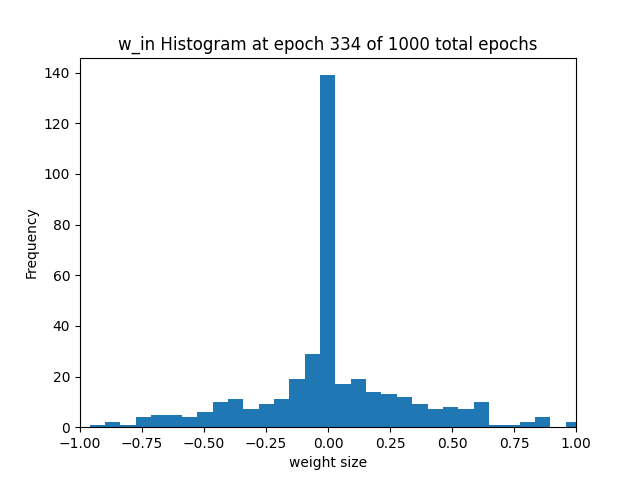 w_in Histogram at epoch 334 of 1000 total epochs
140
120
100
80
60
40
20
0
Frequency
−1.00 −0.75 −0.50 −0.25 0.00 0.25 0.50 0.75 1.00
weight size